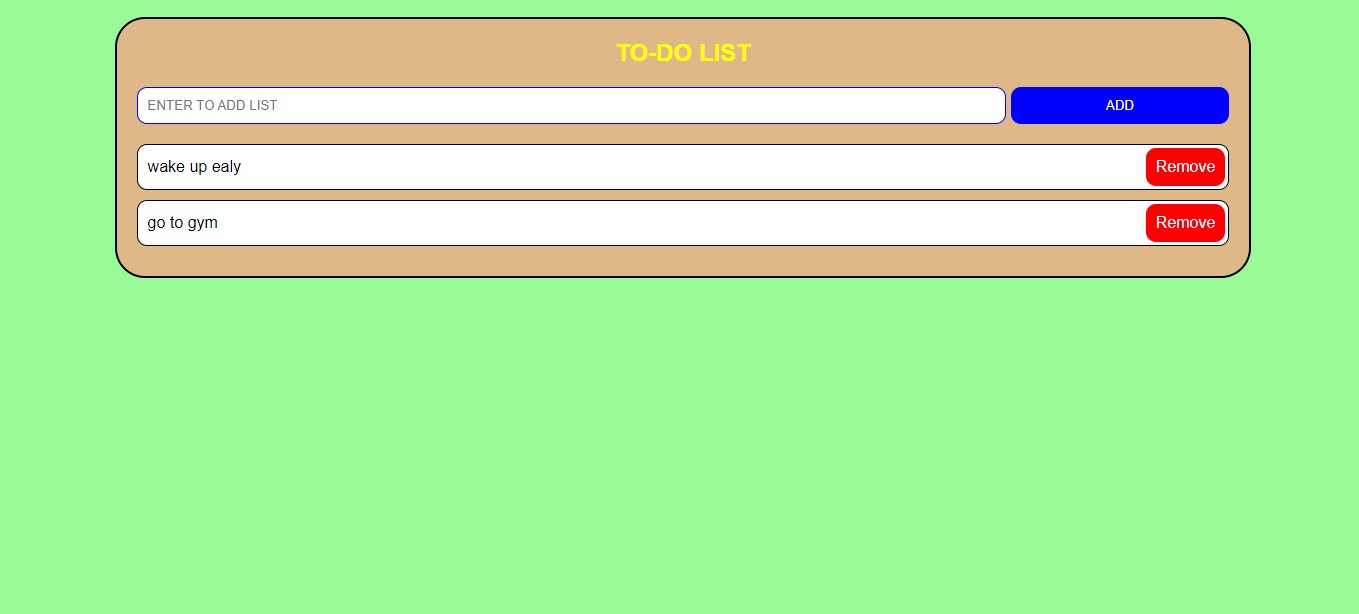 TO-DO LIST
ENTER TO ADD LIST ADD
wake up ealy Remove
go to gym Remove